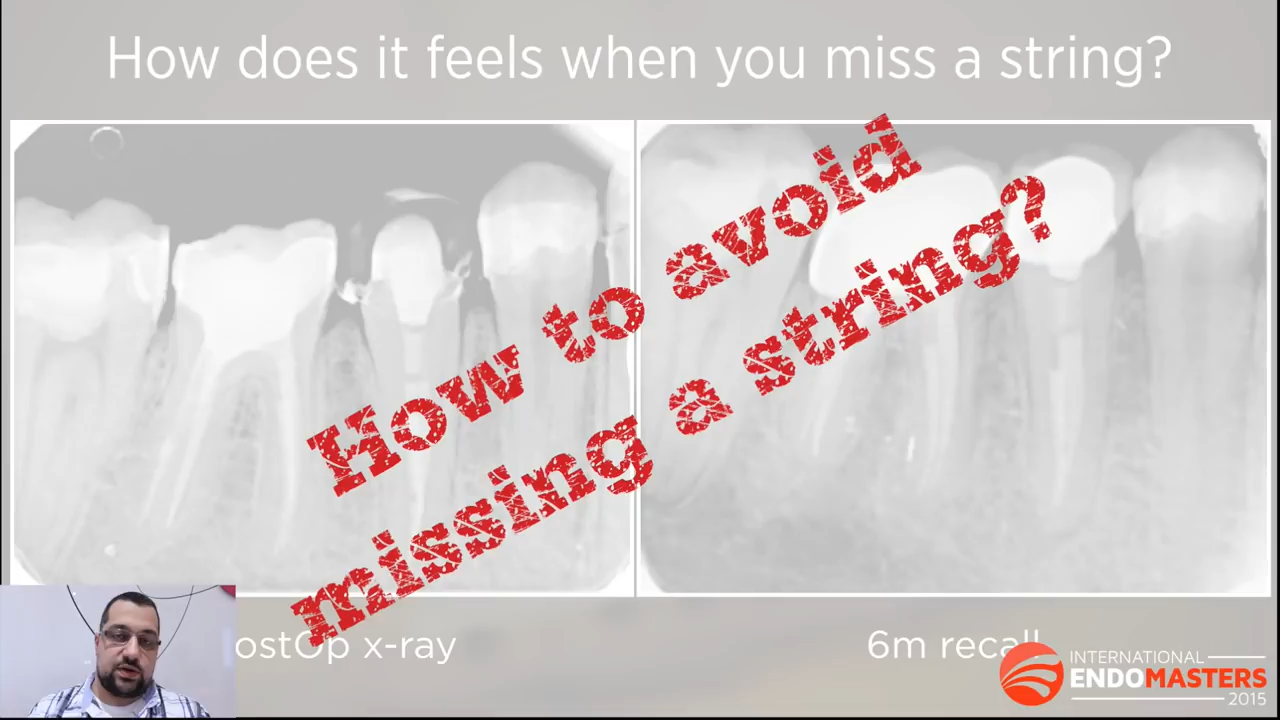 How does it feels when you miss a string?
How to avoid
missing a string?
ostOp x-ray
6m recall
INTERNATIONAL
ENDOMASTERS
2015